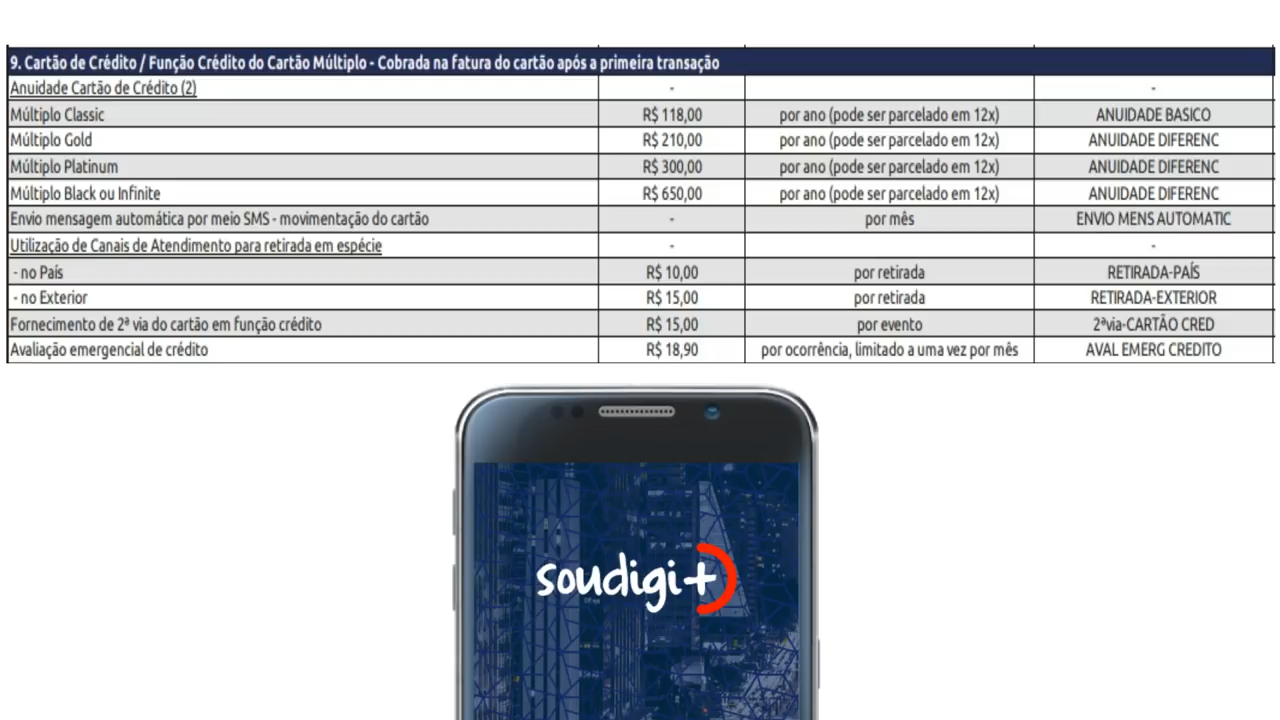 9. Cartão de Crédito / Função Crédito do Cartão Múltiplo - Cobrada na fatura do cartão após a primeira transação
Anuidade Cartão de Crédito (2) - -
Múltiplo Classic R$ 118,00 por ano (pode ser parcelado em 12x) ANUIDADE BASICO
Múltiplo Gold R$ 210,00 por ano (pode ser parcelado em 12x) ANUIDADE DIFERENC
Múltiplo Platinum R$ 300,00 por ano (pode ser parcelado em 12x) ANUIDADE DIFERENC
Múltiplo Black ou Infinite R$ 650,00 por ano (pode ser parcelado em 12x) ANUIDADE DIFERENC
Envio mensagem automática por meio SMS - movimentação do cartão - por mês ENVIO MENS AUTOMATIC
Utilização de Canais de Atendimento para retirada em espécie - -
- no País R$ 10,00 por retirada RETIRADA-PAÍS
- no Exterior R$ 15,00 por retirada RETIRADA-EXTERIOR
Fornecimento de 2ª via do cartão em função crédito R$ 15,00 por evento 2ªvia-CARTÃO CRED
Avaliação emergencial de crédito R$ 18,90 por ocorrência, limitado a uma vez por mês AVAL EMERG CREDITO
soudigi+